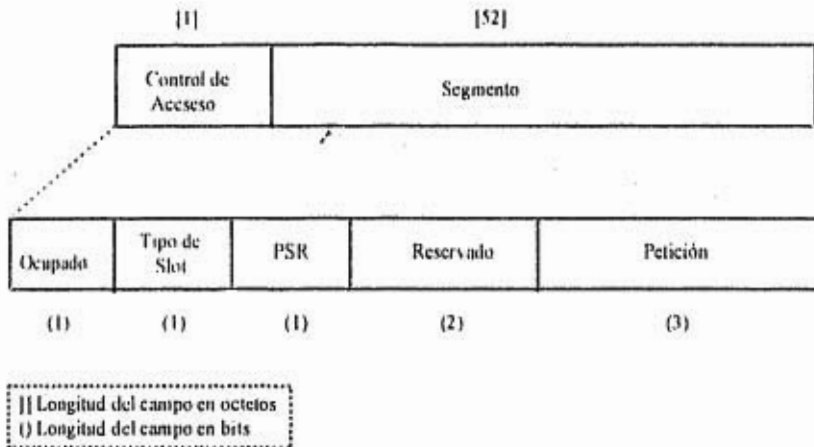 [1] [52]
Control de
Accseso
Segmento
Ocupado
Tipo de
Slot
PSR
Reservado
Petición
(1) (1) (1) (2) (3)
[] Longitud del campo en octetos
() Longitud del campo en bits